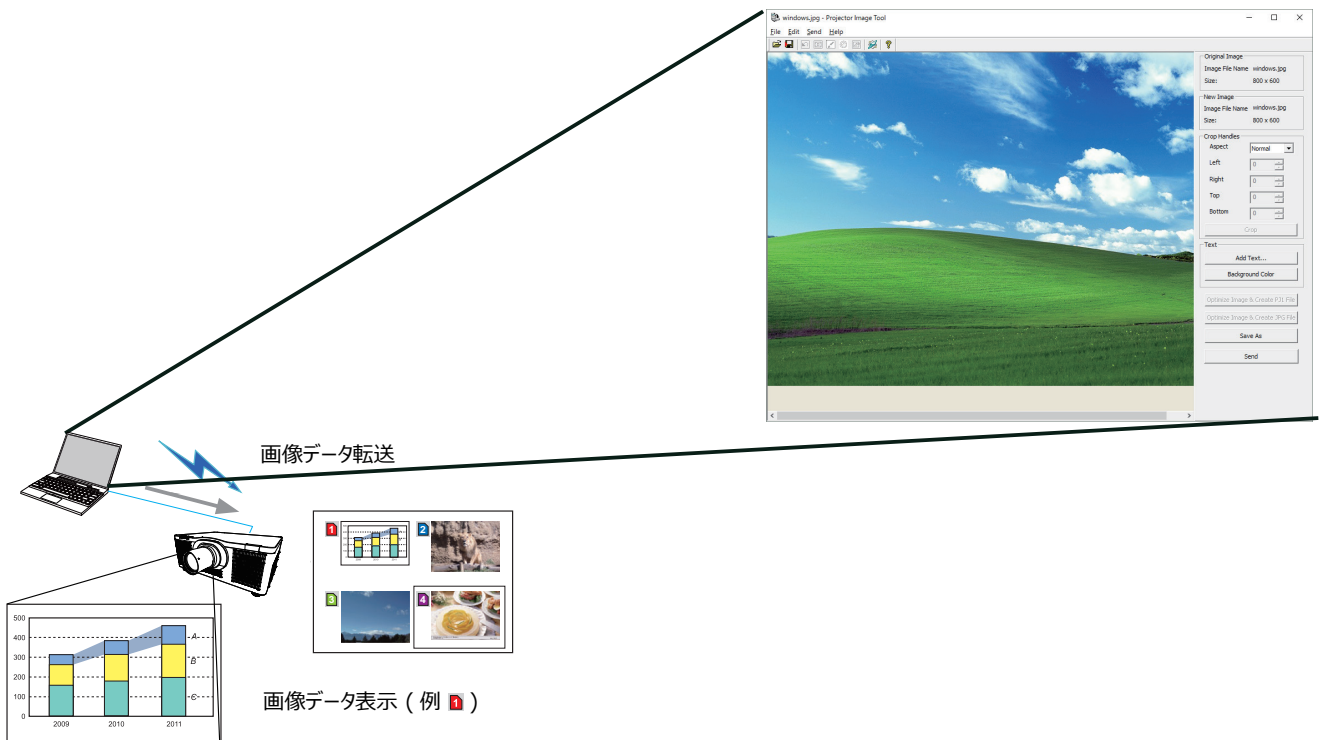 windows.jpg - Projector Image Tool
File Edit Send Help
Original Image
Image File Name windows.jpg
Size: 800 x 600
New Image
Image File Name windows.jpg
Size: 800 x 600
Crop Handles
Aspect Normal
Left 0
Right 0
Top 0
Bottom 0
Crop
Text
Add Text...
Background Color
Optimize Image & Create PJ1 File
Optimize Image & Create JPG File
Save As
Send
画像データ転送
1
2
3
4
500
400
A
300
B
200
100
C
0
2009 2010 2011
画像データ表示 ( 例 1 )